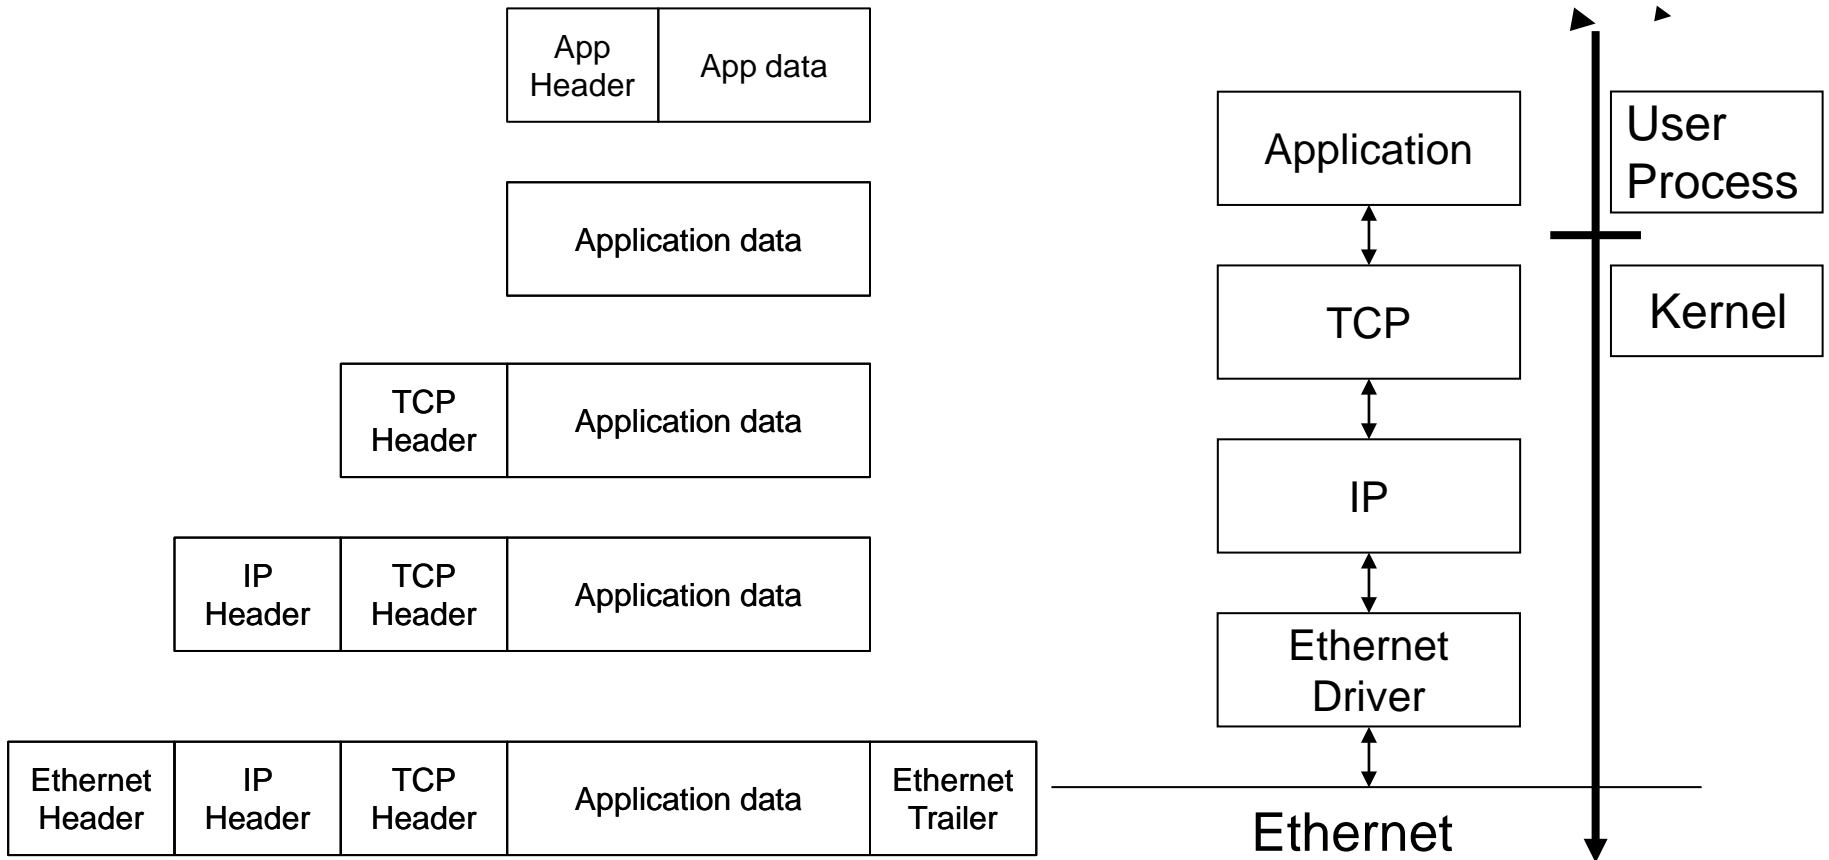 App
Header
App data
Application data
TCP
Header
Application data
IP
Header
TCP
Header
Application data
Ethernet
Header
IP
Header
TCP
Header
Application data
Ethernet
Trailer
Application
TCP
IP
Ethernet
Driver
Ethernet
User
Process
Kernel